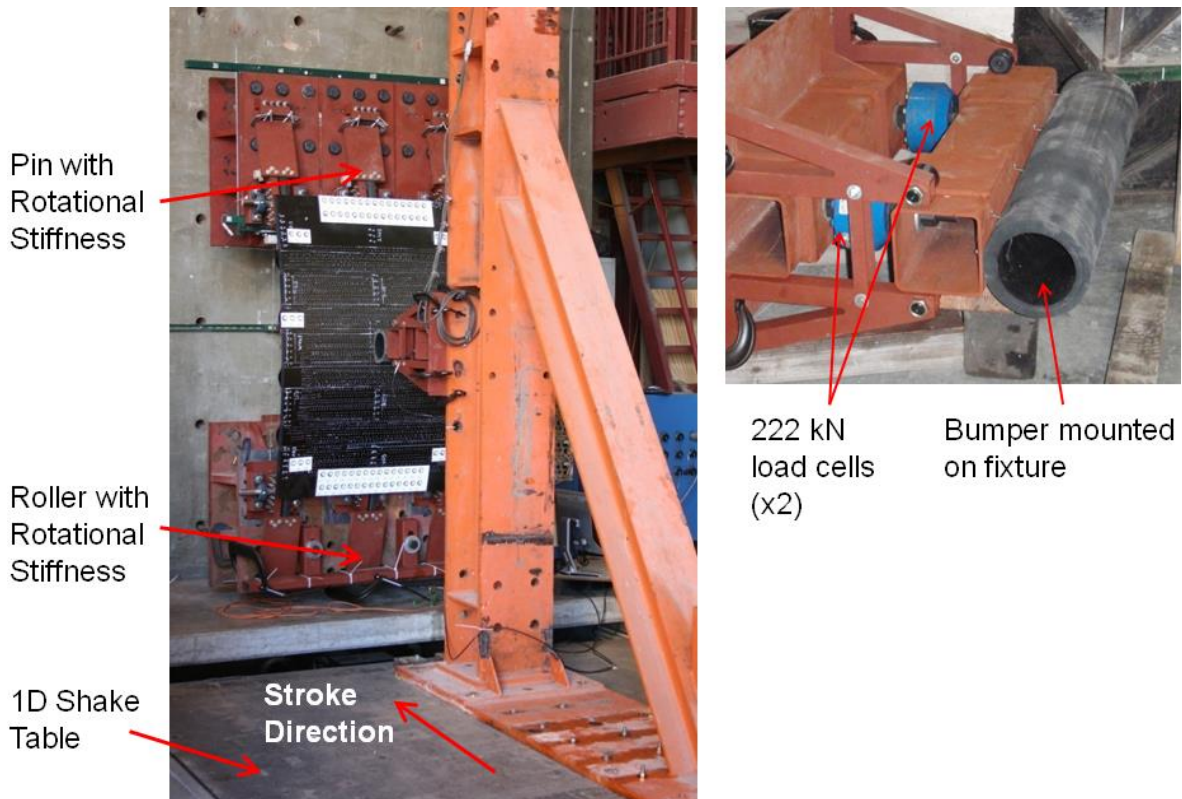 Pin with
Rotational
Stiffness
Roller with
Rotational
Stiffness
1D Shake
Table
Stroke
Direction
222 kN
load cells
(x2)
Bumper mounted
on fixture